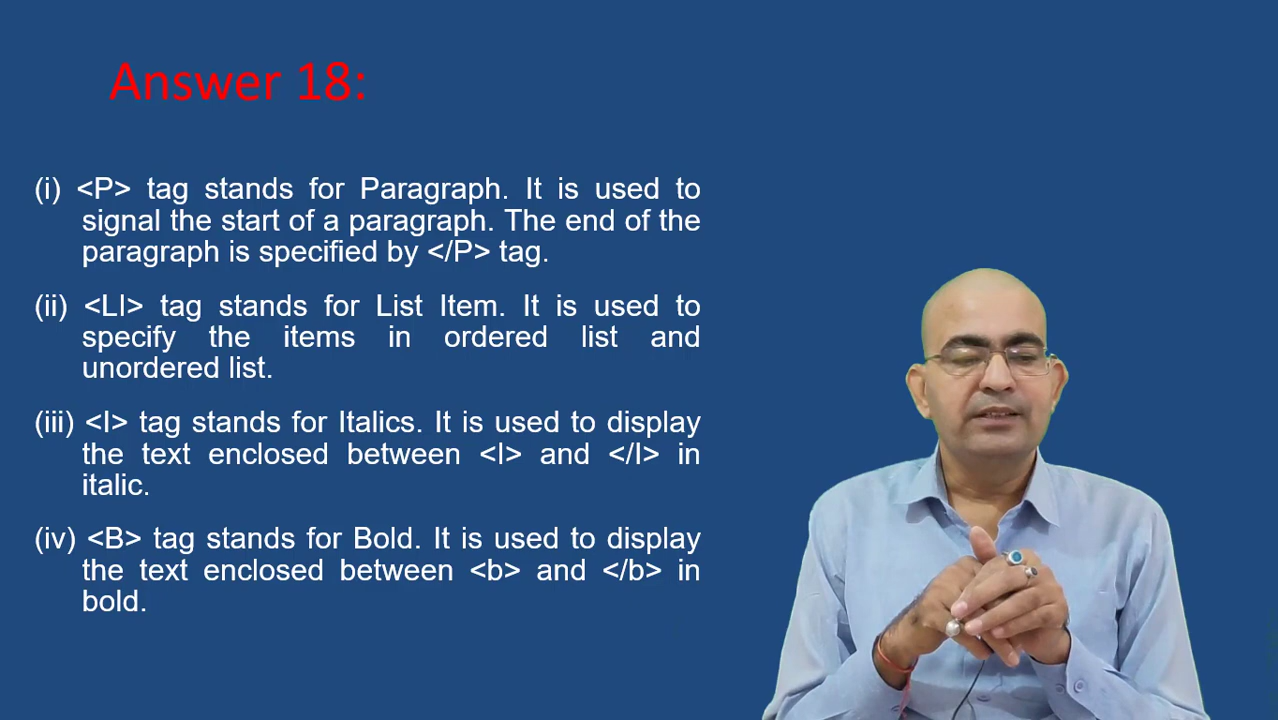 Answer 18:
(i) <P> tag stands for Paragraph. It is used to
signal the start of a paragraph. The end of the
paragraph is specified by </P> tag.
(ii) <LI> tag stands for List Item. It is used to
specify the items in ordered list and
unordered list.
(iii) <I> tag stands for Italics. It is used to display
the text enclosed between <I> and </I> in
italic.
(iv) <B> tag stands for Bold. It is used to display
the text enclosed between <b> and </b> in
bold.